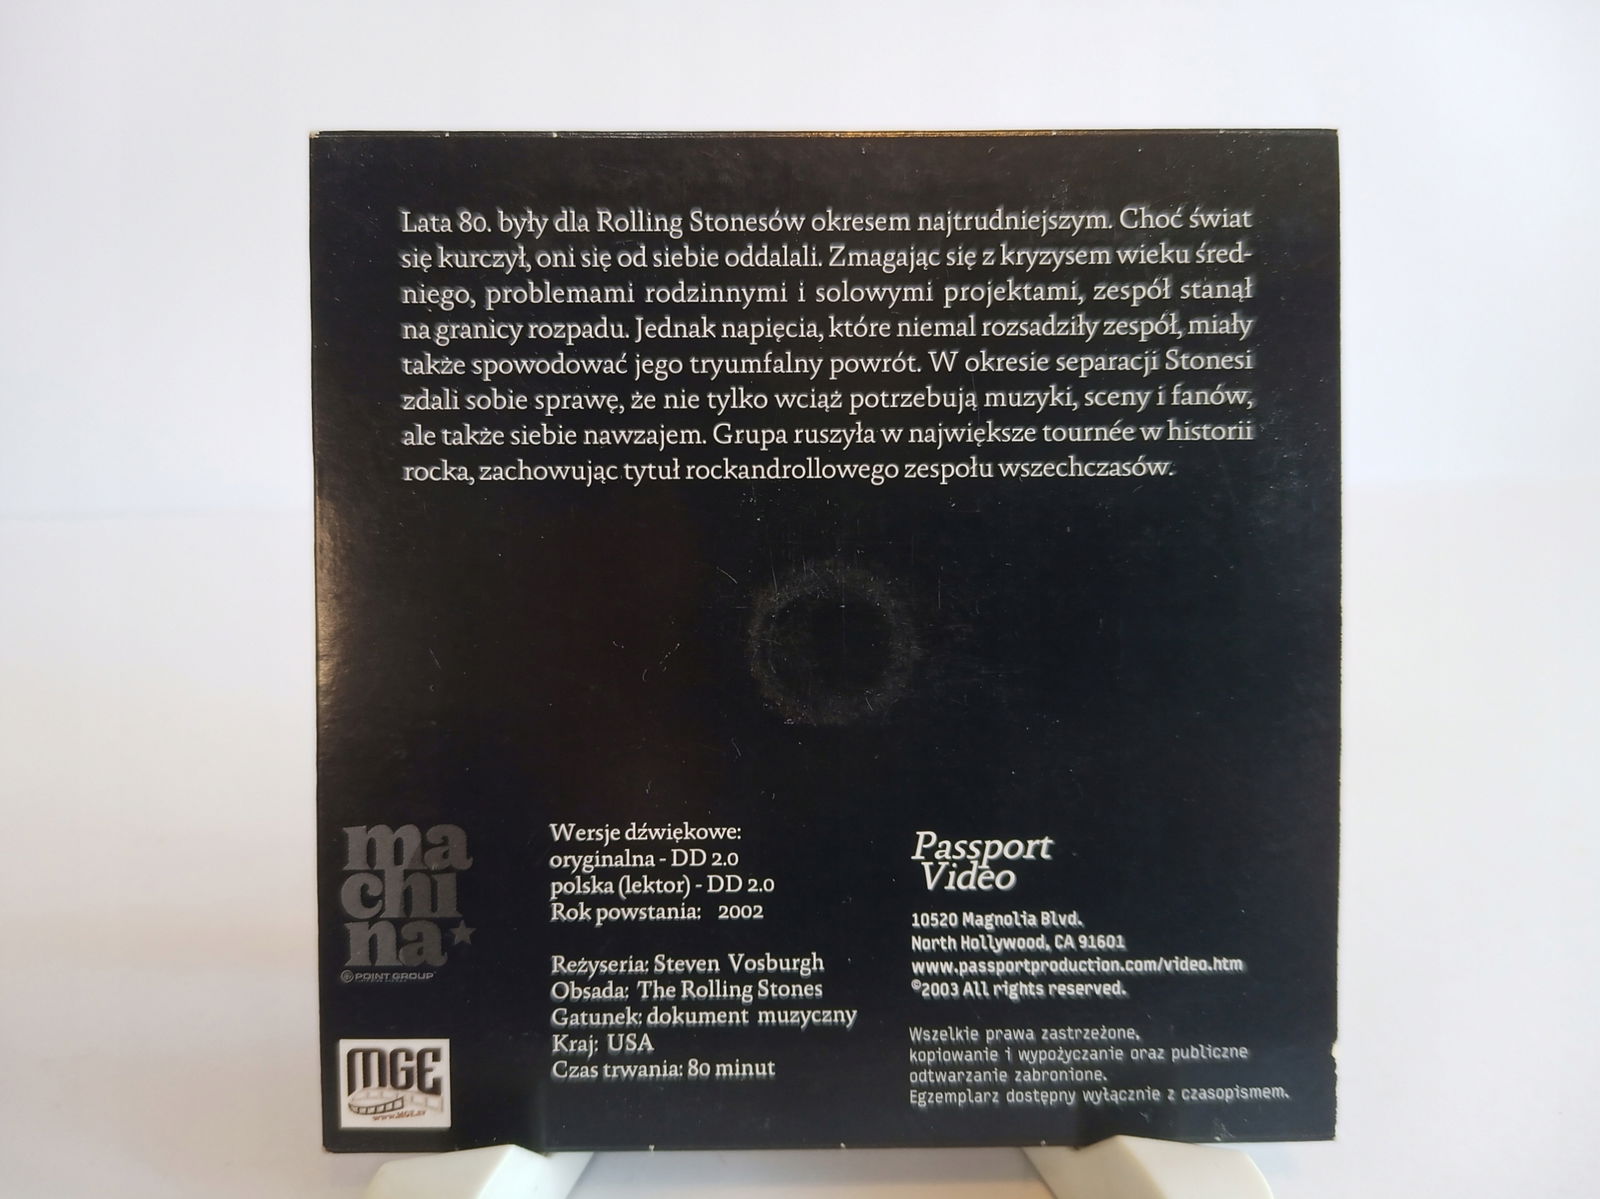 Lata 80. były dla Rolling Stonesów okresem najtrudniejszym. Choć świat
się kurczył, oni się od siebie oddalali. Zmagając się z kryzysem wieku śred-
niego, problemami rodzinnymi i solowymi projektami, zespół stanął
na granicy rozpadu. Jednak napięcia, które niemal rozsadziły zespół, miały
także spowodować jego tryumfalny powrót. W okresie separacji Stonesi
zdali sobie sprawę, że nie tylko wciąż potrzebują muzyki, sceny i fanów,
ale także siebie nawzajem. Grupa ruszyła w największe tournée w historii
rocka, zachowując tytuł rockandrollowego zespołu wszechczasów.
ma
chi
na
POINT GROUP
MGE
Wersje dźwiękowe:
oryginalna - DD 2.0
polska (lektor) - DD 2.0
Rok powstania: 2002
Reżyseria: Steven Vosburgh
Obsada: The Rolling Stones
Gatunek: dokument muzyczny
Kraj: USA
Czas trwania: 80 minut
Passport
Video
10520 Magnolia Blvd.
North Hollywood, CA 91601
www.passportproduction.com/video.htm
©2003 All rights reserved.
Wszelkie prawa zastrzeżone,
kopiowanie i wypożyczanie oraz publiczne
odtwarzanie zabronione.
Egzemplarz dostępny wyłącznie z czasopismem.